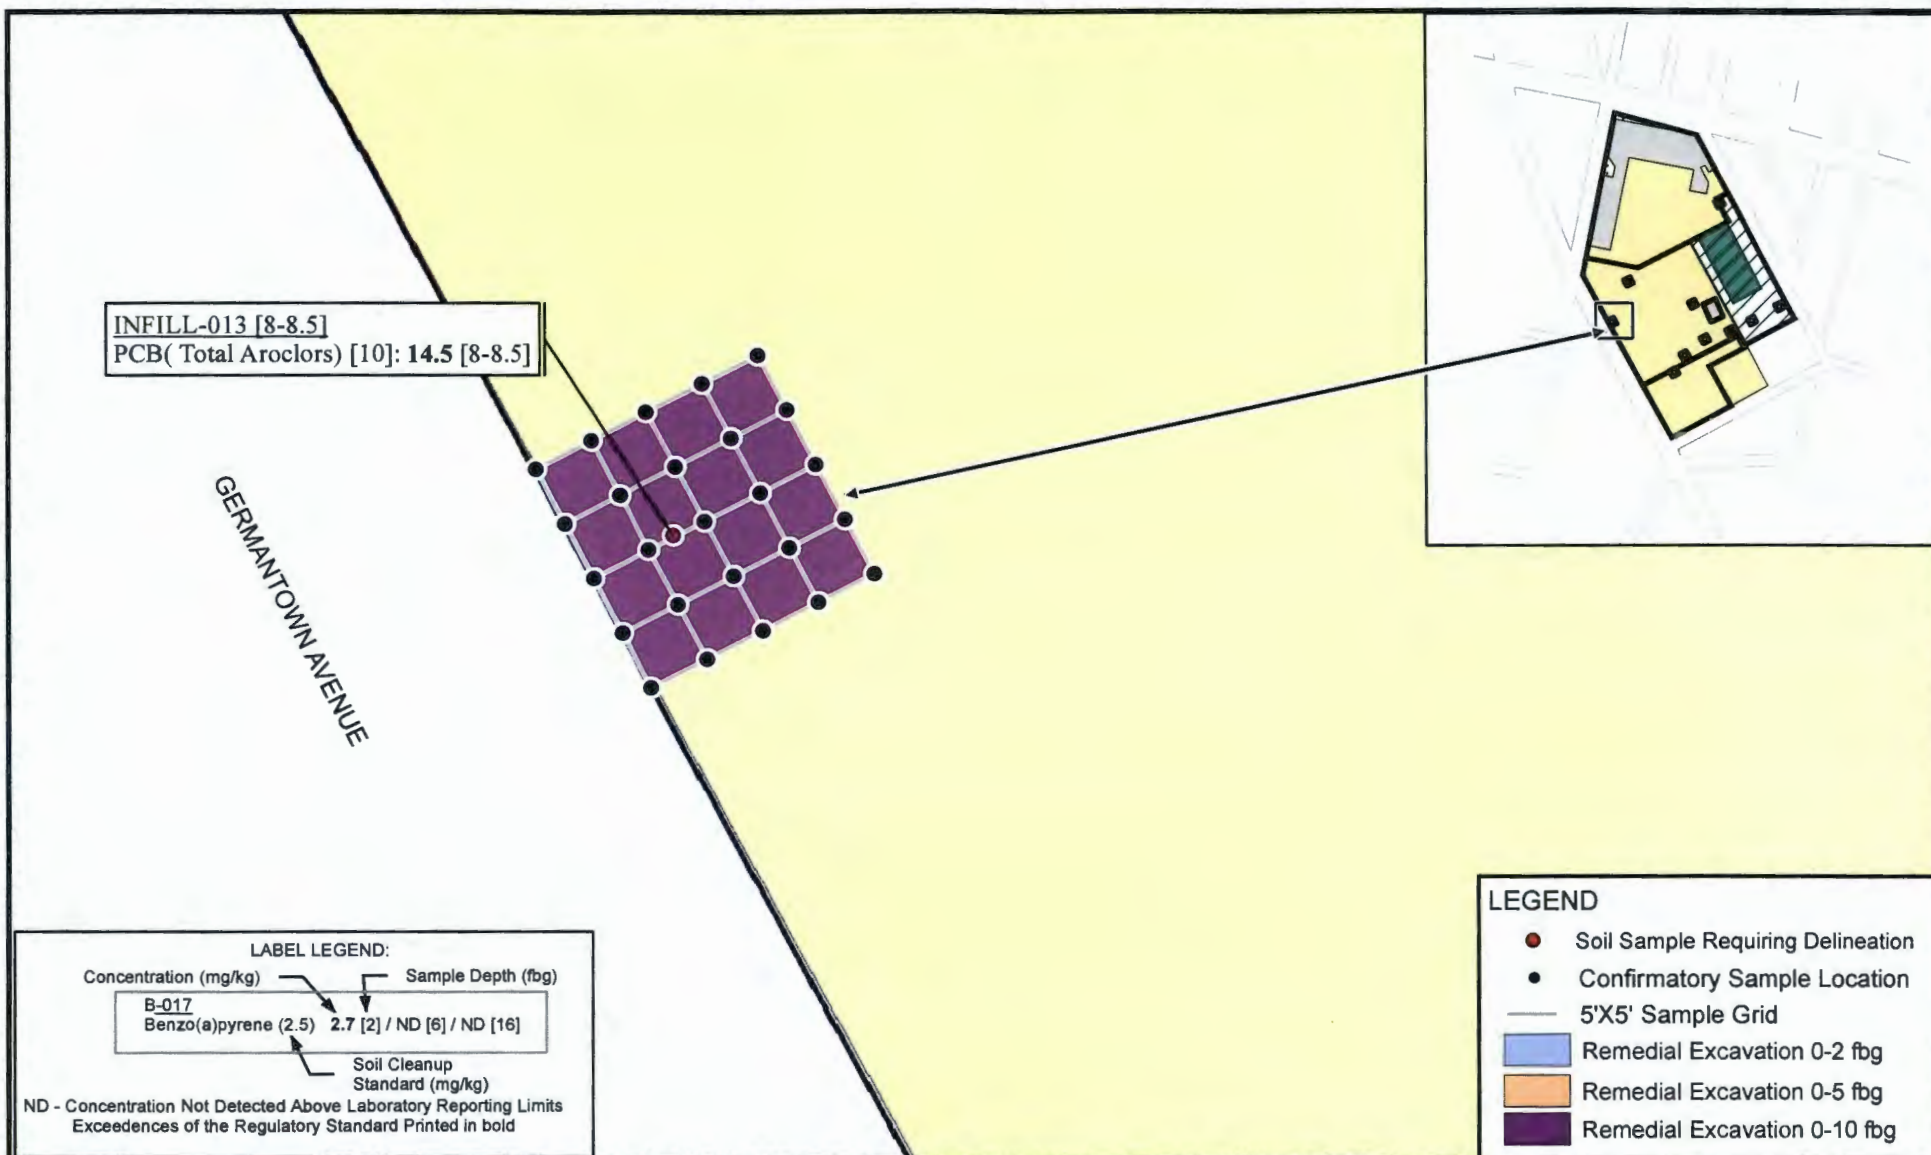 INFILL-013 [8-8.5]
PCB( Total Aroclors) [10]: 14.5 [8-8.5]
GERMANTOWN AVENUE
LABEL LEGEND:
Concentration (mg/kg) Sample Depth (fbg)
B-017
Benzo(a)pyrene (2.5) 2.7 [2] / ND [6] / ND [16]
Soil Cleanup
Standard (mg/kg)
ND - Concentration Not Detected Above Laboratory Reporting Limits
Exceedences of the Regulatory Standard Printed in bold
LEGEND
Soil Sample Requiring Delineation
Confirmatory Sample Location
5'X5' Sample Grid
Remedial Excavation 0-2 fbg
Remedial Excavation 0-5 fbg
Remedial Excavation 0-10 fbg